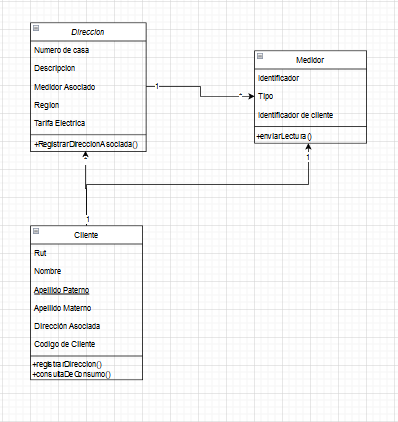 Direccion
Numero de casa
Descripcion
Medidor Asociado
Region
Tarifa Electrica
+RegistrarDireccionAsociada()
1
*
Medidor
Identificador
Tipo
Identificador de cliente
+enviarLectura()
*
1
1
Cliente
Rut
Nombre
Apellido Paterno
Apellido Materno
Dirección Asociada
Codigo de Cliente
+registrarDireccion()
+consultaDeConsumo()